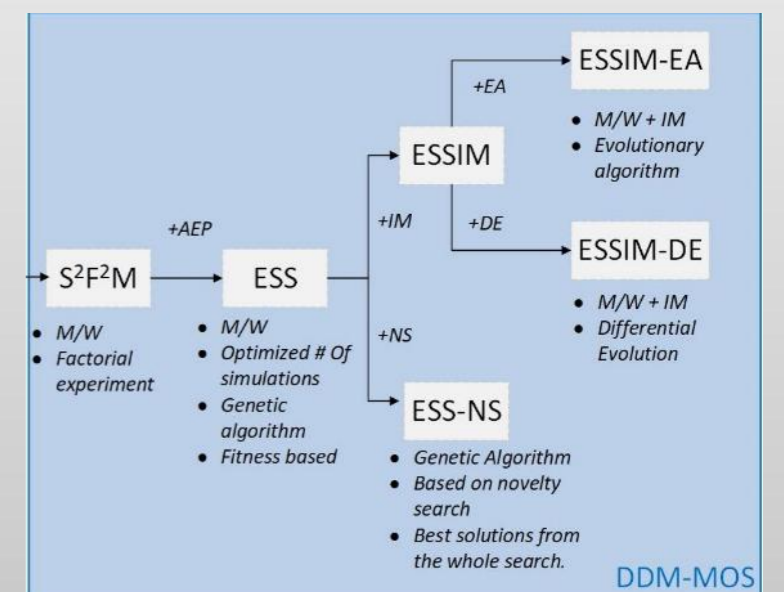 ESSIM-EA
+EA
● M/W + IM
● Evolutionary
algorithm
ESSIM
+AEP
+IM
+DE
ESSIM-DE
● M/W + IM
● Differential
Evolution
S²F²M
● M/W
● Factorial
experiment
ESS
● M/W
● Optimized # Of
simulations
● Genetic
algorithm
● Fitness based
+NS
ESS-NS
● Genetic Algorithm
● Based on novelty
search
● Best solutions from
the whole search.
DDM-MOS